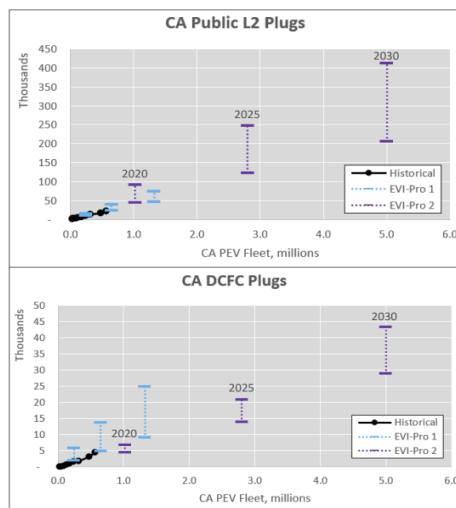 CA Public L2 Plugs
Thousands
450
400
350
300
250
200
150
100
50
-
2020
2025
2030
Historical
EVI-Pro 1
EVI-Pro 2
0.0 1.0 2.0 3.0 4.0 5.0 6.0
CA PEV Fleet, millions
CA DCFC Plugs
Thousands
50
45
40
35
30
25
20
15
10
5
-
2020
2025
2030
Historical
EVI-Pro 1
EVI-Pro 2
0.0 1.0 2.0 3.0 4.0 5.0 6.0
CA PEV Fleet, millions